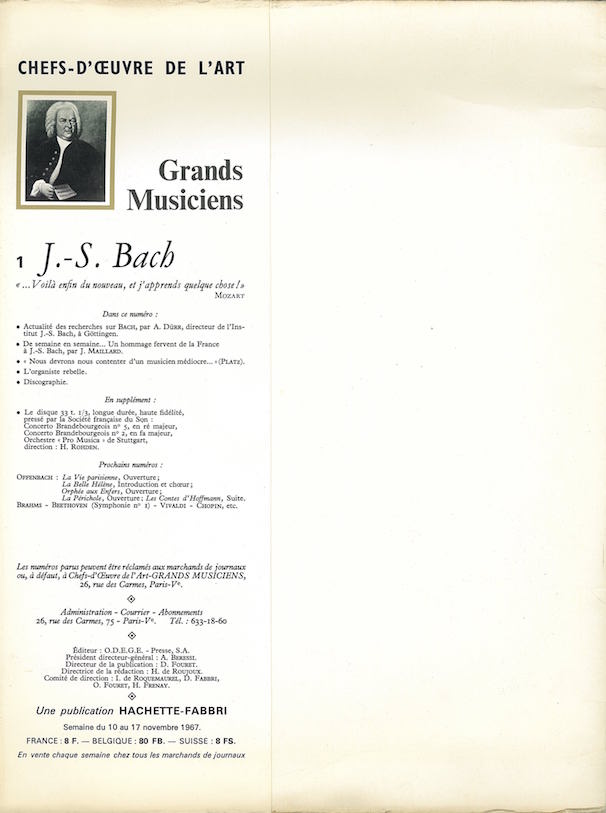 CHEFS-D'ŒUVRE DE L'ART
Grands
Musiciens
1 J.-S. Bach
« ...Voilà enfin du nouveau, et j'apprends quelque chose ! »
MOZART
Dans ce numéro :
• Actualité des recherches sur BACH, par A. DÜRR, directeur de l'Ins-
titut J.-S. Bach, à Göttingen.
• De semaine en semaine... Un hommage fervent de la France
à J.-S. Bach, par J. MAILLARD.
• « Nous devrons nous contenter d'un musicien médiocre... » (PLATZ).
• L'organiste rebelle.
• Discographie.
En supplément :
• Le disque 33 t. 1/3, longue durée, haute fidélité,
pressé par la Société française du Son :
Concerto Brandebourgeois nº 5, en ré majeur,
Concerto Brandebourgeois nº 2, en fa majeur,
Orchestre « Pro Musica » de Stuttgart,
direction : H. ROHDEN.
Prochains numéros :
OFFENBACH : La Vie parisienne, Ouverture ;
La Belle Hélène, Introduction et chœur ;
Orphée aux Enfers, Ouverture ;
La Périchole, Ouverture ; Les Contes d'Hoffmann, Suite.
BRAHMS - BEETHOVEN (Symphonie nº 1) - VIVALDI - CHOPIN, etc.
Les numéros parus peuvent être réclamés aux marchands de journaux
ou, à défaut, à Chefs-d'Œuvre de l'Art-GRANDS MUSICIENS,
26, rue des Carmes, Paris-Vᵉ.
Administration - Courrier - Abonnements
26, rue des Carmes, 75 - Paris-Vᵉ. Tél. : 633-18-60
Éditeur : O.D.E.G.E. - Presse, S.A.
Président directeur-général : A. BERESSI.
Directeur de la publication : D. FOURET.
Directrice de la rédaction : H. DE ROUJOUX.
Comité de direction : I. DE ROQUEMAUREL, D. FABBRI,
O. FOURET, H. FRENAY.
Une publication HACHETTE-FABBRI
Semaine du 10 au 17 novembre 1967.
FRANCE : 8 F. — BELGIQUE : 80 FB. — SUISSE : 8 FS.
En vente chaque semaine chez tous les marchands de journaux